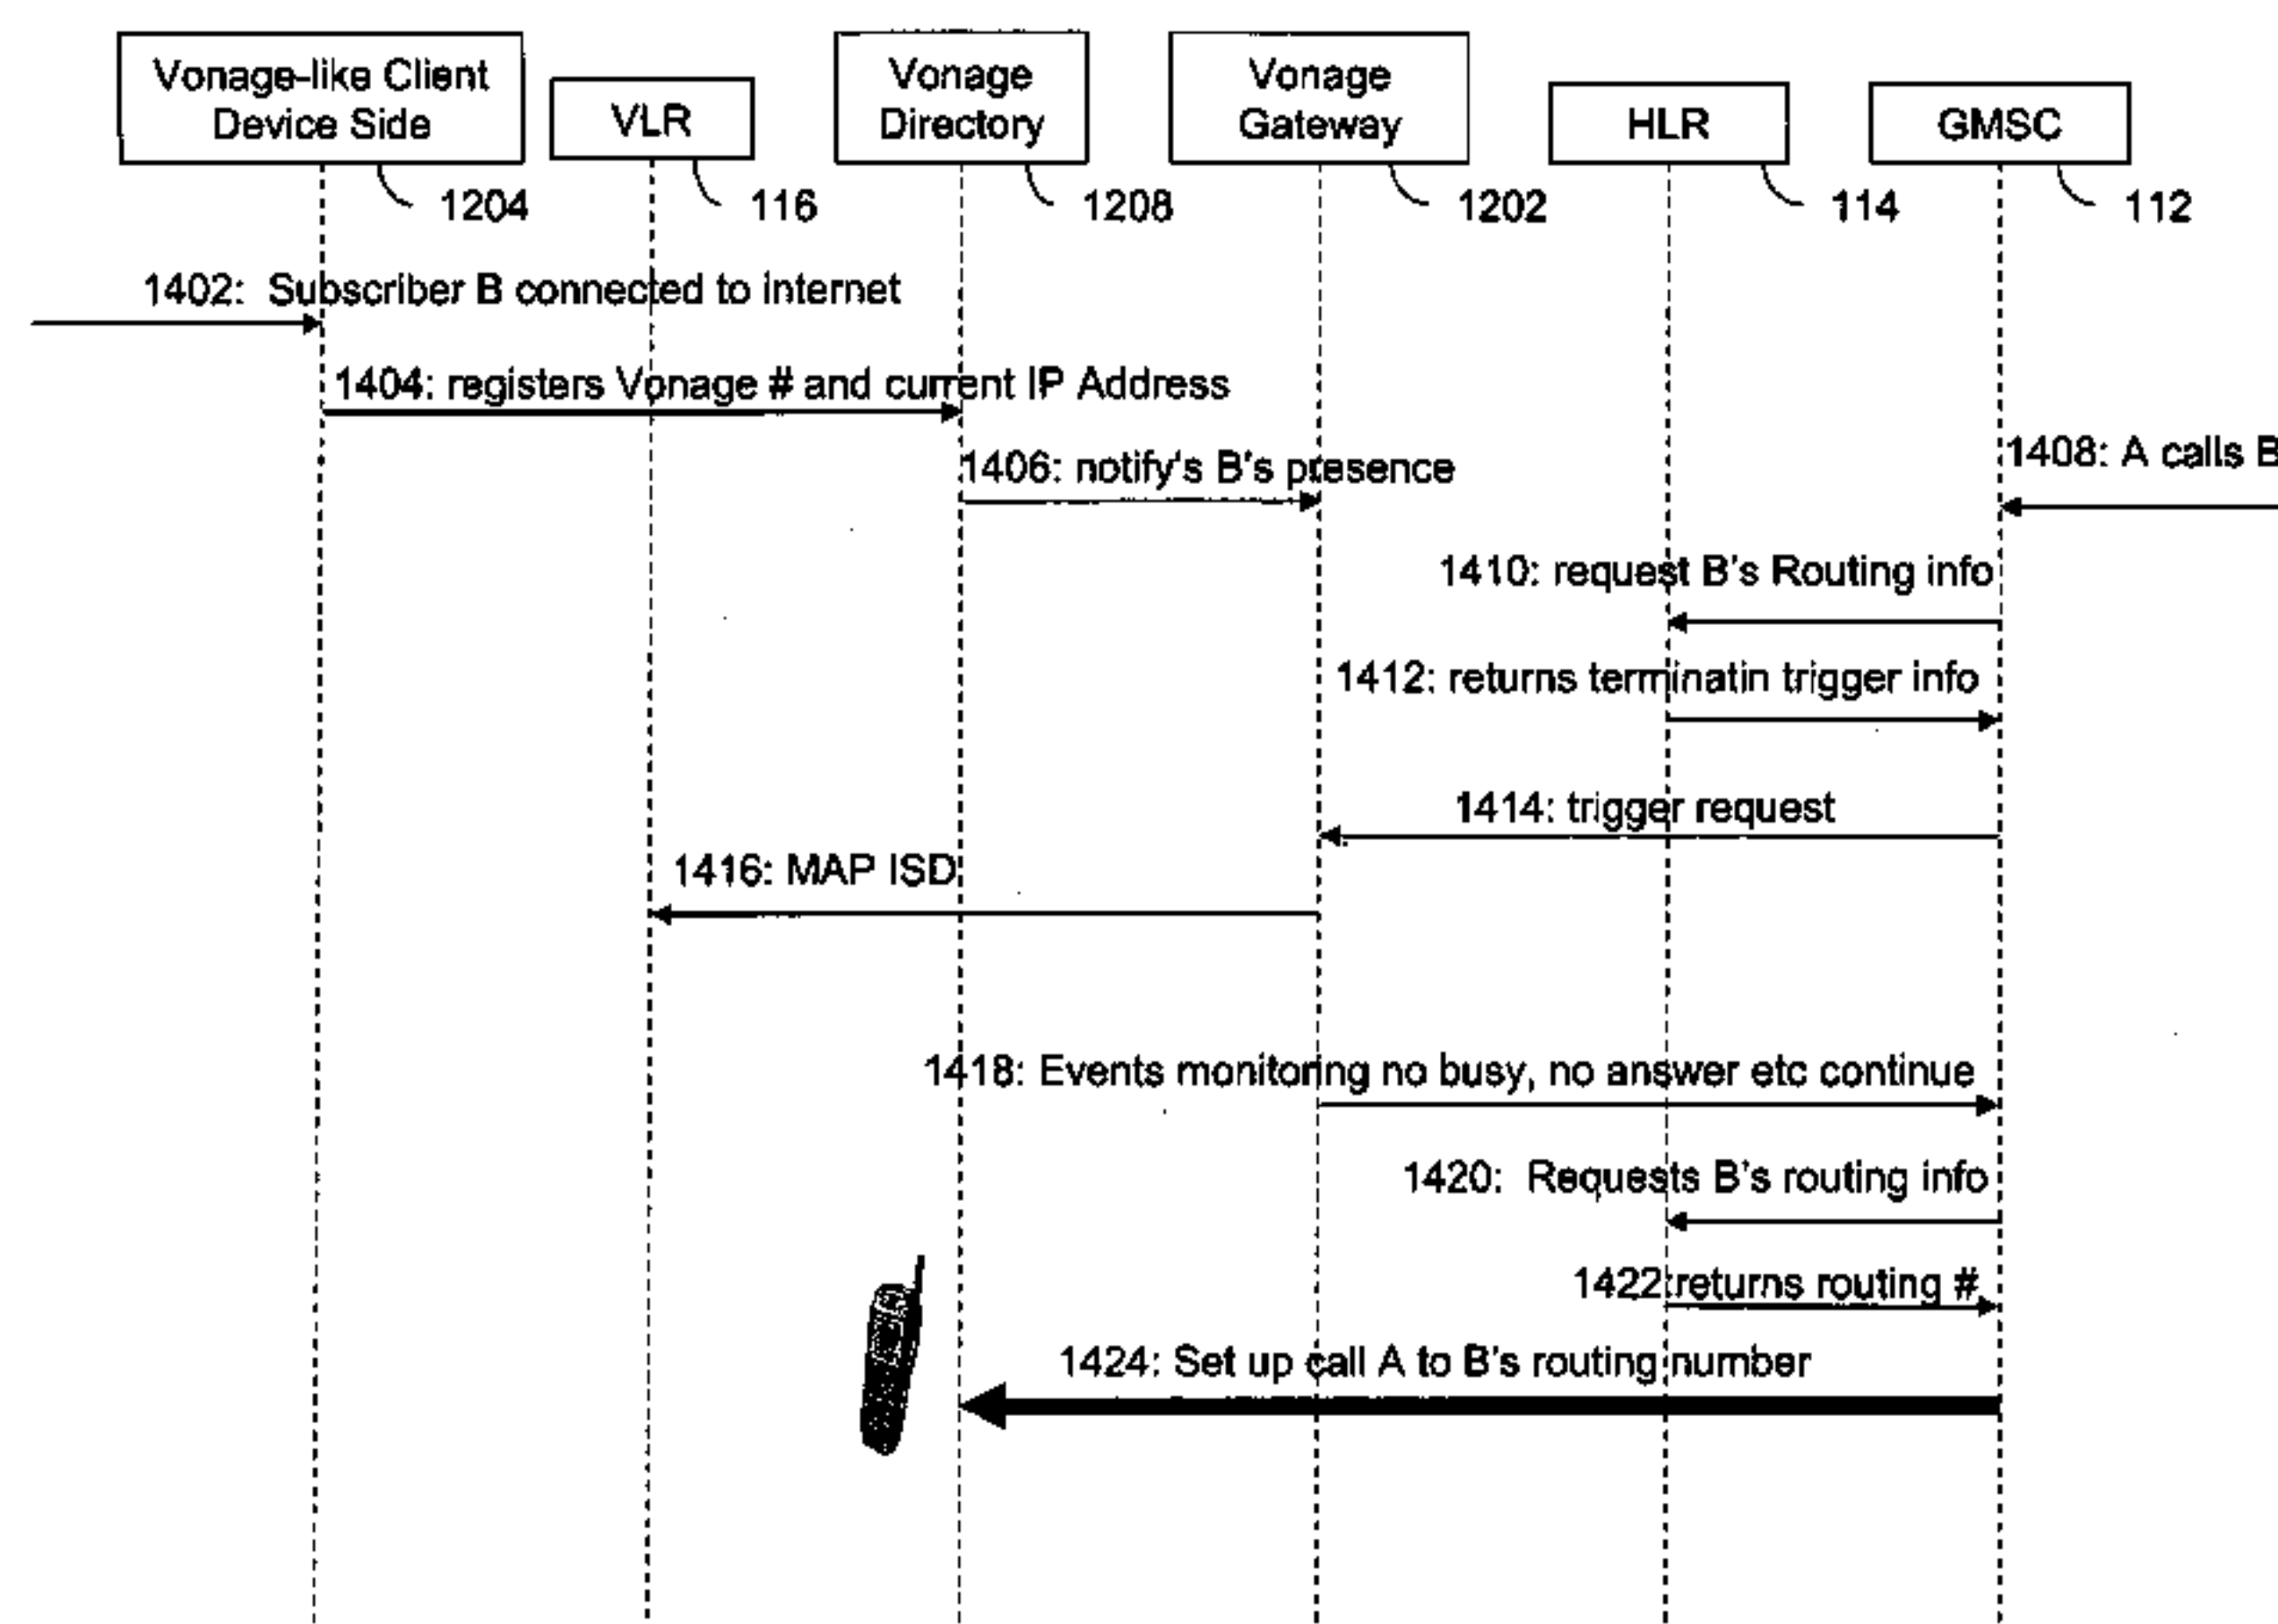 Vonage-like Client
Device Side
VLR
Vonage
Directory
Vonage
Gateway
HLR
GMSC
1204
116
1208
1202
114
112
1402: Subscriber B connected to internet
1404: registers Vonage # and current IP Address
1406: notify's B's presence
1408: A calls B
1410: request B's Routing info
1412: returns terminatin trigger info
1414: trigger request
1416: MAP ISD
1418: Events monitoring no busy, no answer etc continue
1420: Requests B's routing info
1422:returns routing #
1424: Set up call A to B's routing number